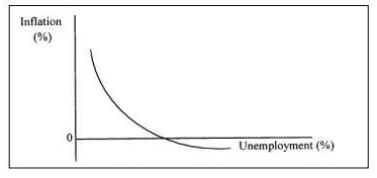 Inflation
(%)
0
Unemployment (%)